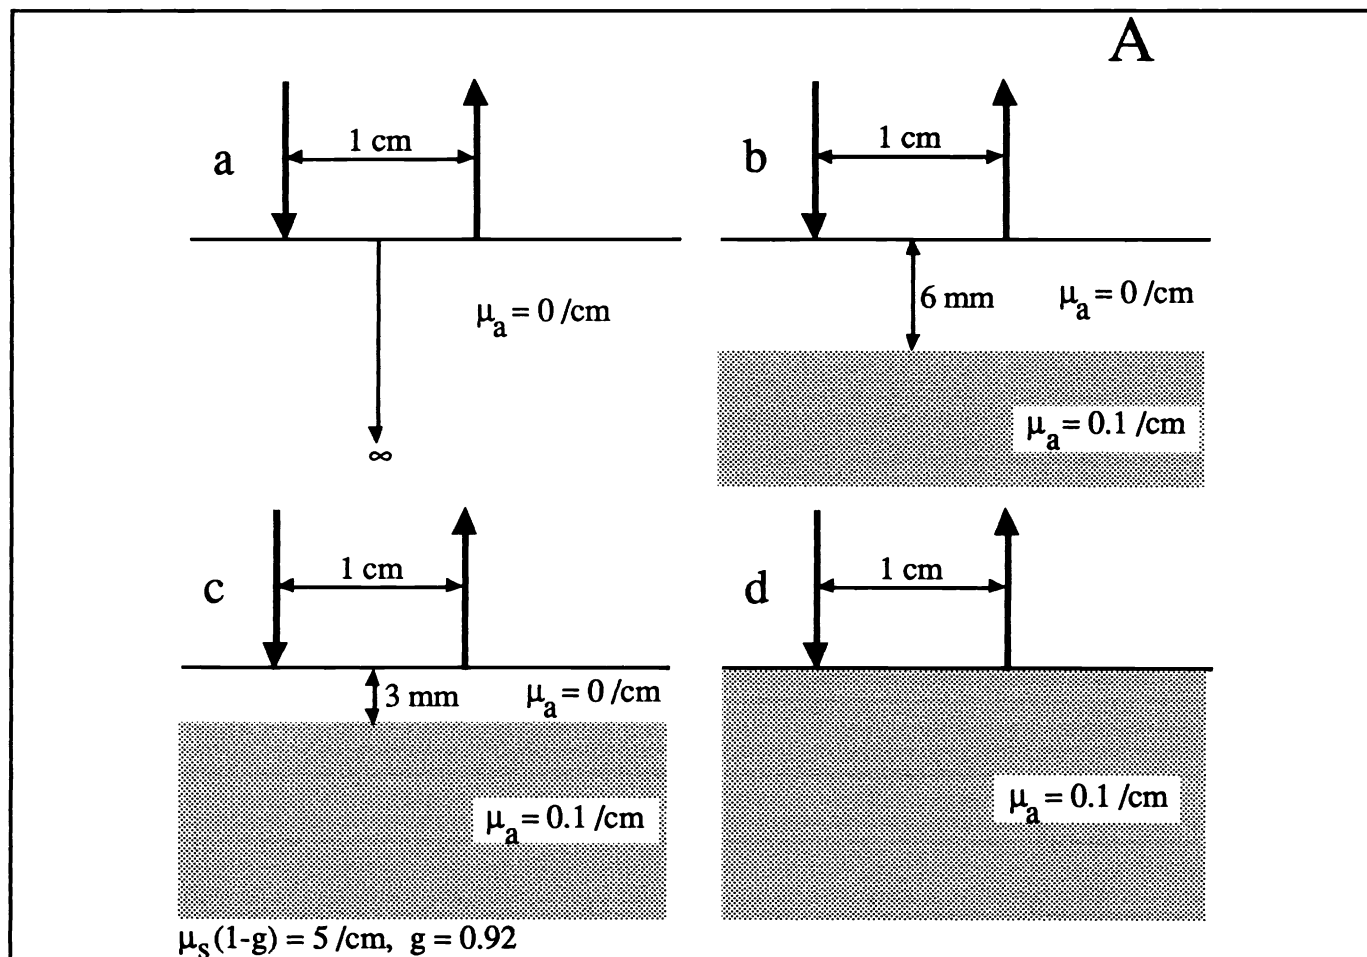 A
a
1 cm
μa = 0 /cm
∞
b
1 cm
6 mm
μa = 0 /cm
μa = 0.1 /cm
c
1 cm
3 mm
μa = 0 /cm
μa = 0.1 /cm
d
1 cm
μa = 0.1 /cm
μs (1-g) = 5 /cm, g = 0.92